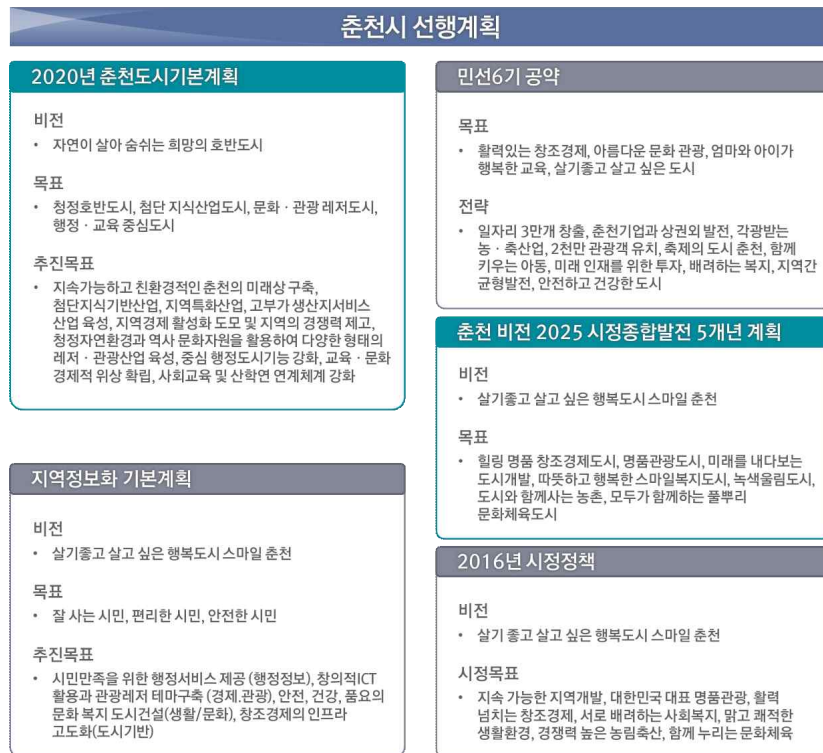 춘천시 선행계획
2020년 춘천도시기본계획
비전
• 자연이 살아 숨쉬는 희망의 호반도시
목표
• 청정호반도시, 첨단 지식산업도시, 문화 · 관광 레저도시,
행정 · 교육 중심도시
추진목표
• 지속가능하고 친환경적인 춘천의 미래상 구축,
첨단지식기반산업, 지역특화산업, 고부가 생산지서비스
산업 육성, 지역경제 활성화 도모 및 지역의 경쟁력 제고,
청정자연환경과 역사 문화자원을 활용하여 다양한 형태의
레저 · 관광산업 육성, 중심 행정도시기능 강화, 교육 · 문화
경제적 위상 확립, 사회교육 및 산학연 연계체계 강화
지역정보화 기본계획
비전
• 살기좋고 살고 싶은 행복도시 스마일 춘천
목표
• 잘 사는 시민, 편리한 시민, 안전한 시민
추진목표
• 시민만족을 위한 행정서비스 제공 (행정정보), 창의적ICT
활용과 관광레저 테마구축 (경제.관광), 안전, 건강, 품요의
문화 복지 도시건설(생활/문화), 창조경제의 인프라
고도화(도시기반)
민선6기 공약
목표
• 활력있는 창조경제, 아름다운 문화 관광, 엄마와 아이가
행복한 교육, 살기좋고 살고 싶은 도시
전략
• 일자리 3만개 창출, 춘천기업과 상권외 발전, 각광받는
농 · 축산업, 2천만 관광객 유치, 축제의 도시 춘천, 함께
키우는 아동, 미래 인재를 위한 투자, 배려하는 복지, 지역간
균형발전, 안전하고 건강한 도시
춘천 비전 2025 시정종합발전 5개년 계획
비전
• 살기좋고 살고 싶은 행복도시 스마일 춘천
목표
• 힐링 명품 창조경제도시, 명품관광도시, 미래를 내다보는
도시개발, 따뜻하고 행복한 스마일복지도시, 녹색울림도시,
도시와 함께사는 농촌, 모두가 함께하는 풀뿌리
문화체육도시
2016년 시정정책
비전
• 살기 좋고 살고 싶은 행복도시 스마일 춘천
시정목표
• 지속 가능한 지역개발, 대한민국 대표 명품관광, 활력
넘치는 창조경제, 서로 배려하는 사회복지, 맑고 쾌적한
생활환경, 경쟁력 높은 농림축산, 함께 누리는 문화체육